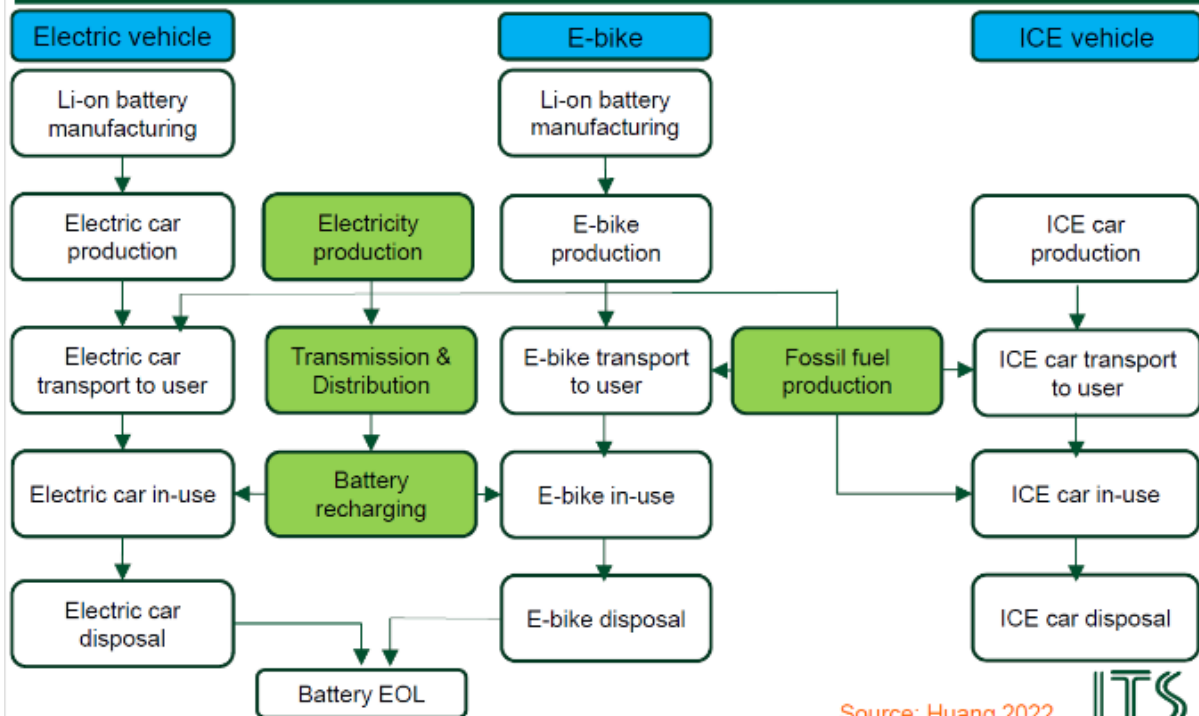 Electric vehicle
E-bike
ICE vehicle
Li-on battery
manufacturing
Li-on battery
manufacturing
Electric car
production
Electricity
production
E-bike
production
ICE car
production
Electric car
transport to user
Transmission &
Distribution
E-bike transport
to user
Fossil fuel
production
ICE car transport
to user
Electric car in-use
Battery
recharging
E-bike in-use
ICE car in-use
Electric car
disposal
E-bike disposal
ICE car disposal
Battery EOL
Source: Huang 2022
ITS